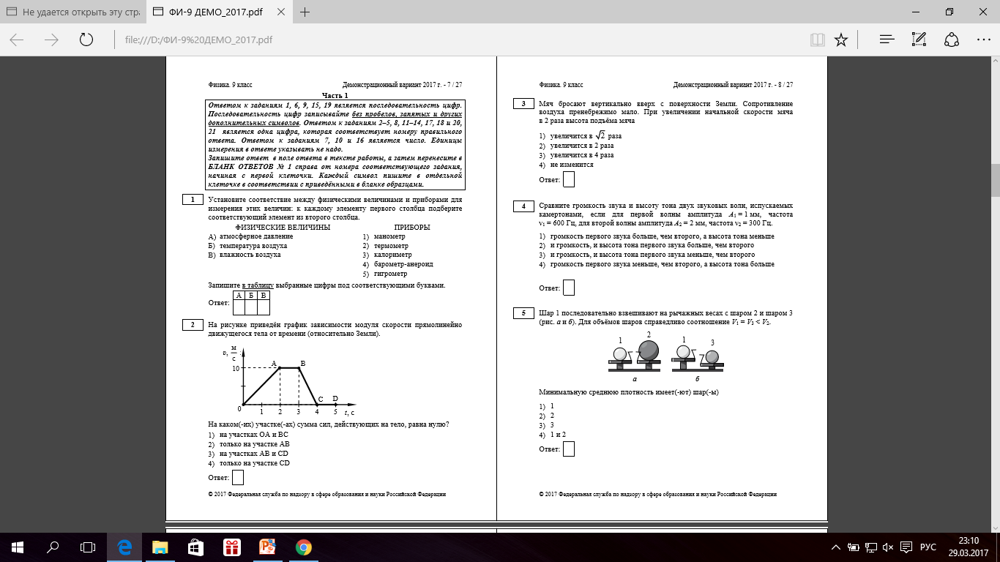 Не удается открыть эту стра
ФИ-9 ДЕМО_2017.pdf
file:///D:/ФИ-9%20ДЕМО_2017.pdf
Физика. 9 класс Демонстрационный вариант 2017 г. - 7 / 27
Часть 1
Ответом к заданиям 1, 6, 9, 15, 19 является последовательность цифр.
Последовательность цифр записывайте без пробелов, запятых и других
дополнительных символов. Ответом к заданиям 2–5, 8, 11–14, 17, 18 и 20,
21 является одна цифра, которая соответствует номеру правильного
ответа. Ответом к заданиям 7, 10 и 16 является число. Единицы
измерения в ответе указывать не надо.
Запишите ответ в поле ответа в тексте работы, а затем перенесите в
БЛАНК ОТВЕТОВ № 1 справа от номера соответствующего задания,
начиная с первой клеточки. Каждый символ пишите в отдельной
клеточке в соответствии с приведёнными в бланке образцами.
1 Установите соответствие между физическими величинами и приборами для
измерения этих величин: к каждому элементу первого столбца подберите
соответствующий элемент из второго столбца.
ФИЗИЧЕСКИЕ ВЕЛИЧИНЫ ПРИБОРЫ
А) атмосферное давление 1) манометр
Б) температура воздуха 2) термометр
В) влажность воздуха 3) калориметр
4) барометр-анероид
5) гигрометр
Запишите в таблицу выбранные цифры под соответствующими буквами.
Ответ: А Б В
2 На рисунке приведён график зависимости модуля скорости прямолинейно
движущегося тела от времени (относительно Земли).
υ, м/с
10
A B
C D
0 1 2 3 4 5 t, с
На каком(-их) участке(-ах) сумма сил, действующих на тело, равна нулю?
1) на участках ОА и ВС
2) только на участке АВ
3) на участках АВ и CD
4) только на участке CD
Ответ:
© 2017 Федеральная служба по надзору в сфере образования и науки Российской Федерации
Физика. 9 класс Демонстрационный вариант 2017 г. - 8 / 27
3 Мяч бросают вертикально вверх с поверхности Земли. Сопротивление
воздуха пренебрежимо мало. При увеличении начальной скорости мяча
в 2 раза высота подъёма мяча
1) увеличится в √2 раза
2) увеличится в 2 раза
3) увеличится в 4 раза
4) не изменится
Ответ:
4 Сравните громкость звука и высоту тона двух звуковых волн, испускаемых
камертонами, если для первой волны амплитуда A₁ = 1 мм, частота
ν₁ = 600 Гц, для второй волны амплитуда A₂ = 2 мм, частота ν₂ = 300 Гц.
1) громкость первого звука больше, чем второго, а высота тона меньше
2) и громкость, и высота тона первого звука больше, чем второго
3) и громкость, и высота тона первого звука меньше, чем второго
4) громкость первого звука меньше, чем второго, а высота тона больше
Ответ:
5 Шар 1 последовательно взвешивают на рычажных весах с шаром 2 и шаром 3
(рис. а и б). Для объёмов шаров справедливо соотношение V₁ = V₃ < V₂.
1 2 1 3
а б
Минимальную среднюю плотность имеет(-ют) шар(-ы)
1) 1
2) 2
3) 3
4) 1 и 2
Ответ:
© 2017 Федеральная служба по надзору в сфере образования и науки Российской Федерации
РУС
23:10
29.03.2017